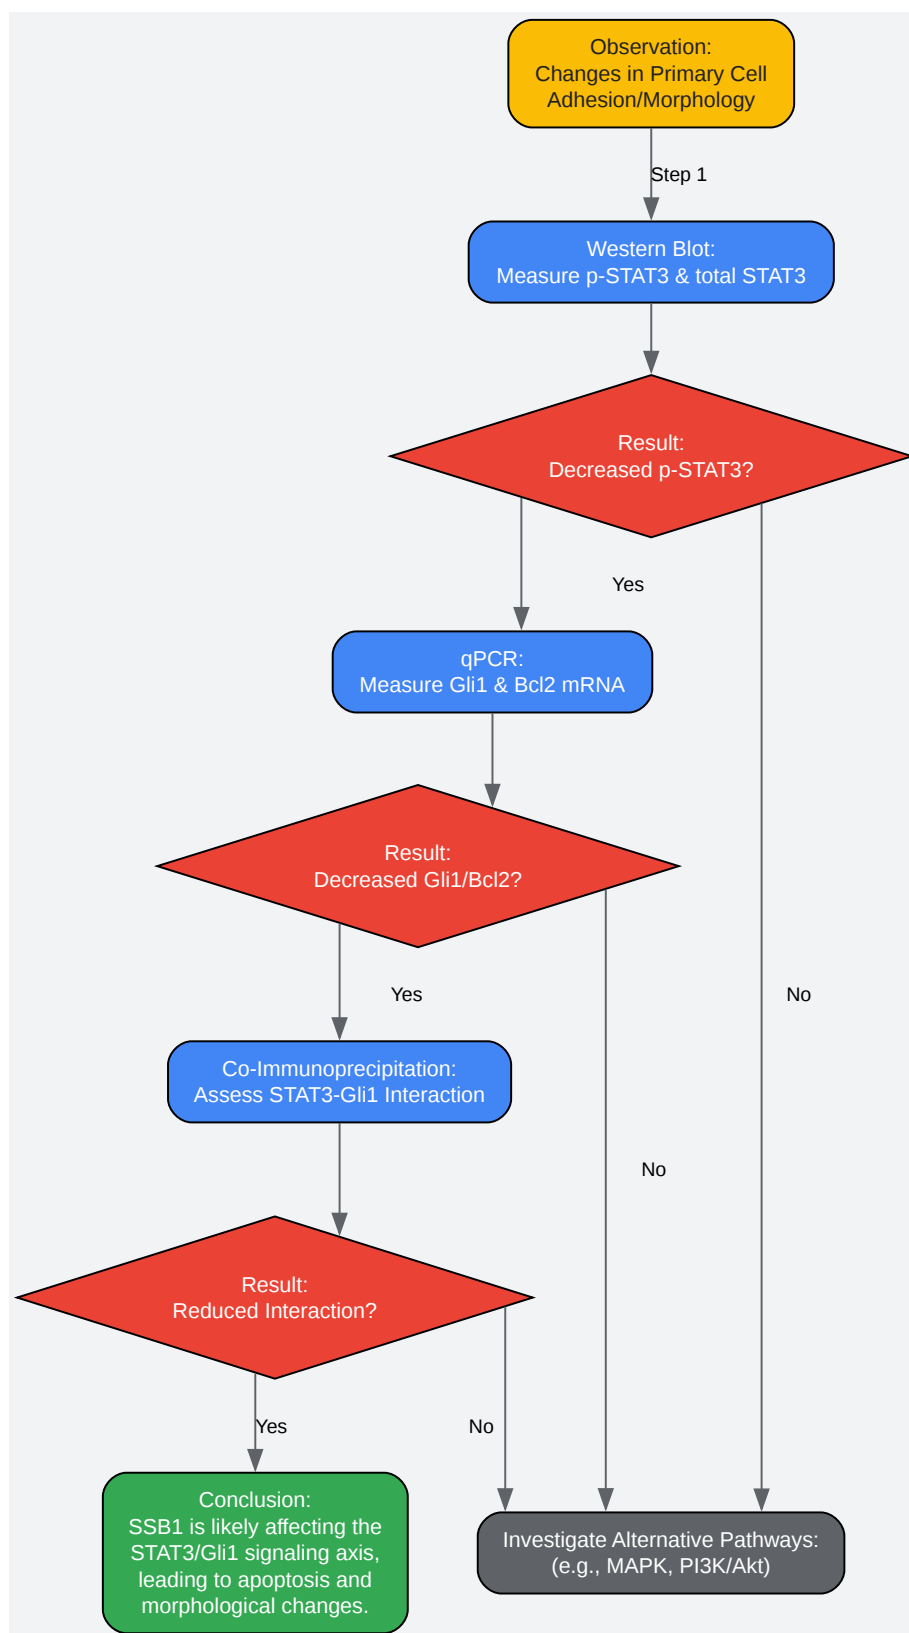 Observation:
Changes in Primary Cell
Adhesion/Morphology
Step 1
Western Blot:
Measure p-STAT3 & total STAT3
Result:
Decreased p-STAT3?
Yes
qPCR:
Measure Gli1 & Bcl2 mRNA
Result:
Decreased Gli1/Bcl2?
Yes
No
Co-Immunoprecipitation:
Assess STAT3-Gli1 Interaction
No
Result:
Reduced Interaction?
Yes
No
Conclusion:
SSB1 is likely affecting the
STAT3/Gli1 signaling axis,
leading to apoptosis and
morphological changes.
Investigate Alternative Pathways:
(e.g., MAPK, PI3K/Akt)